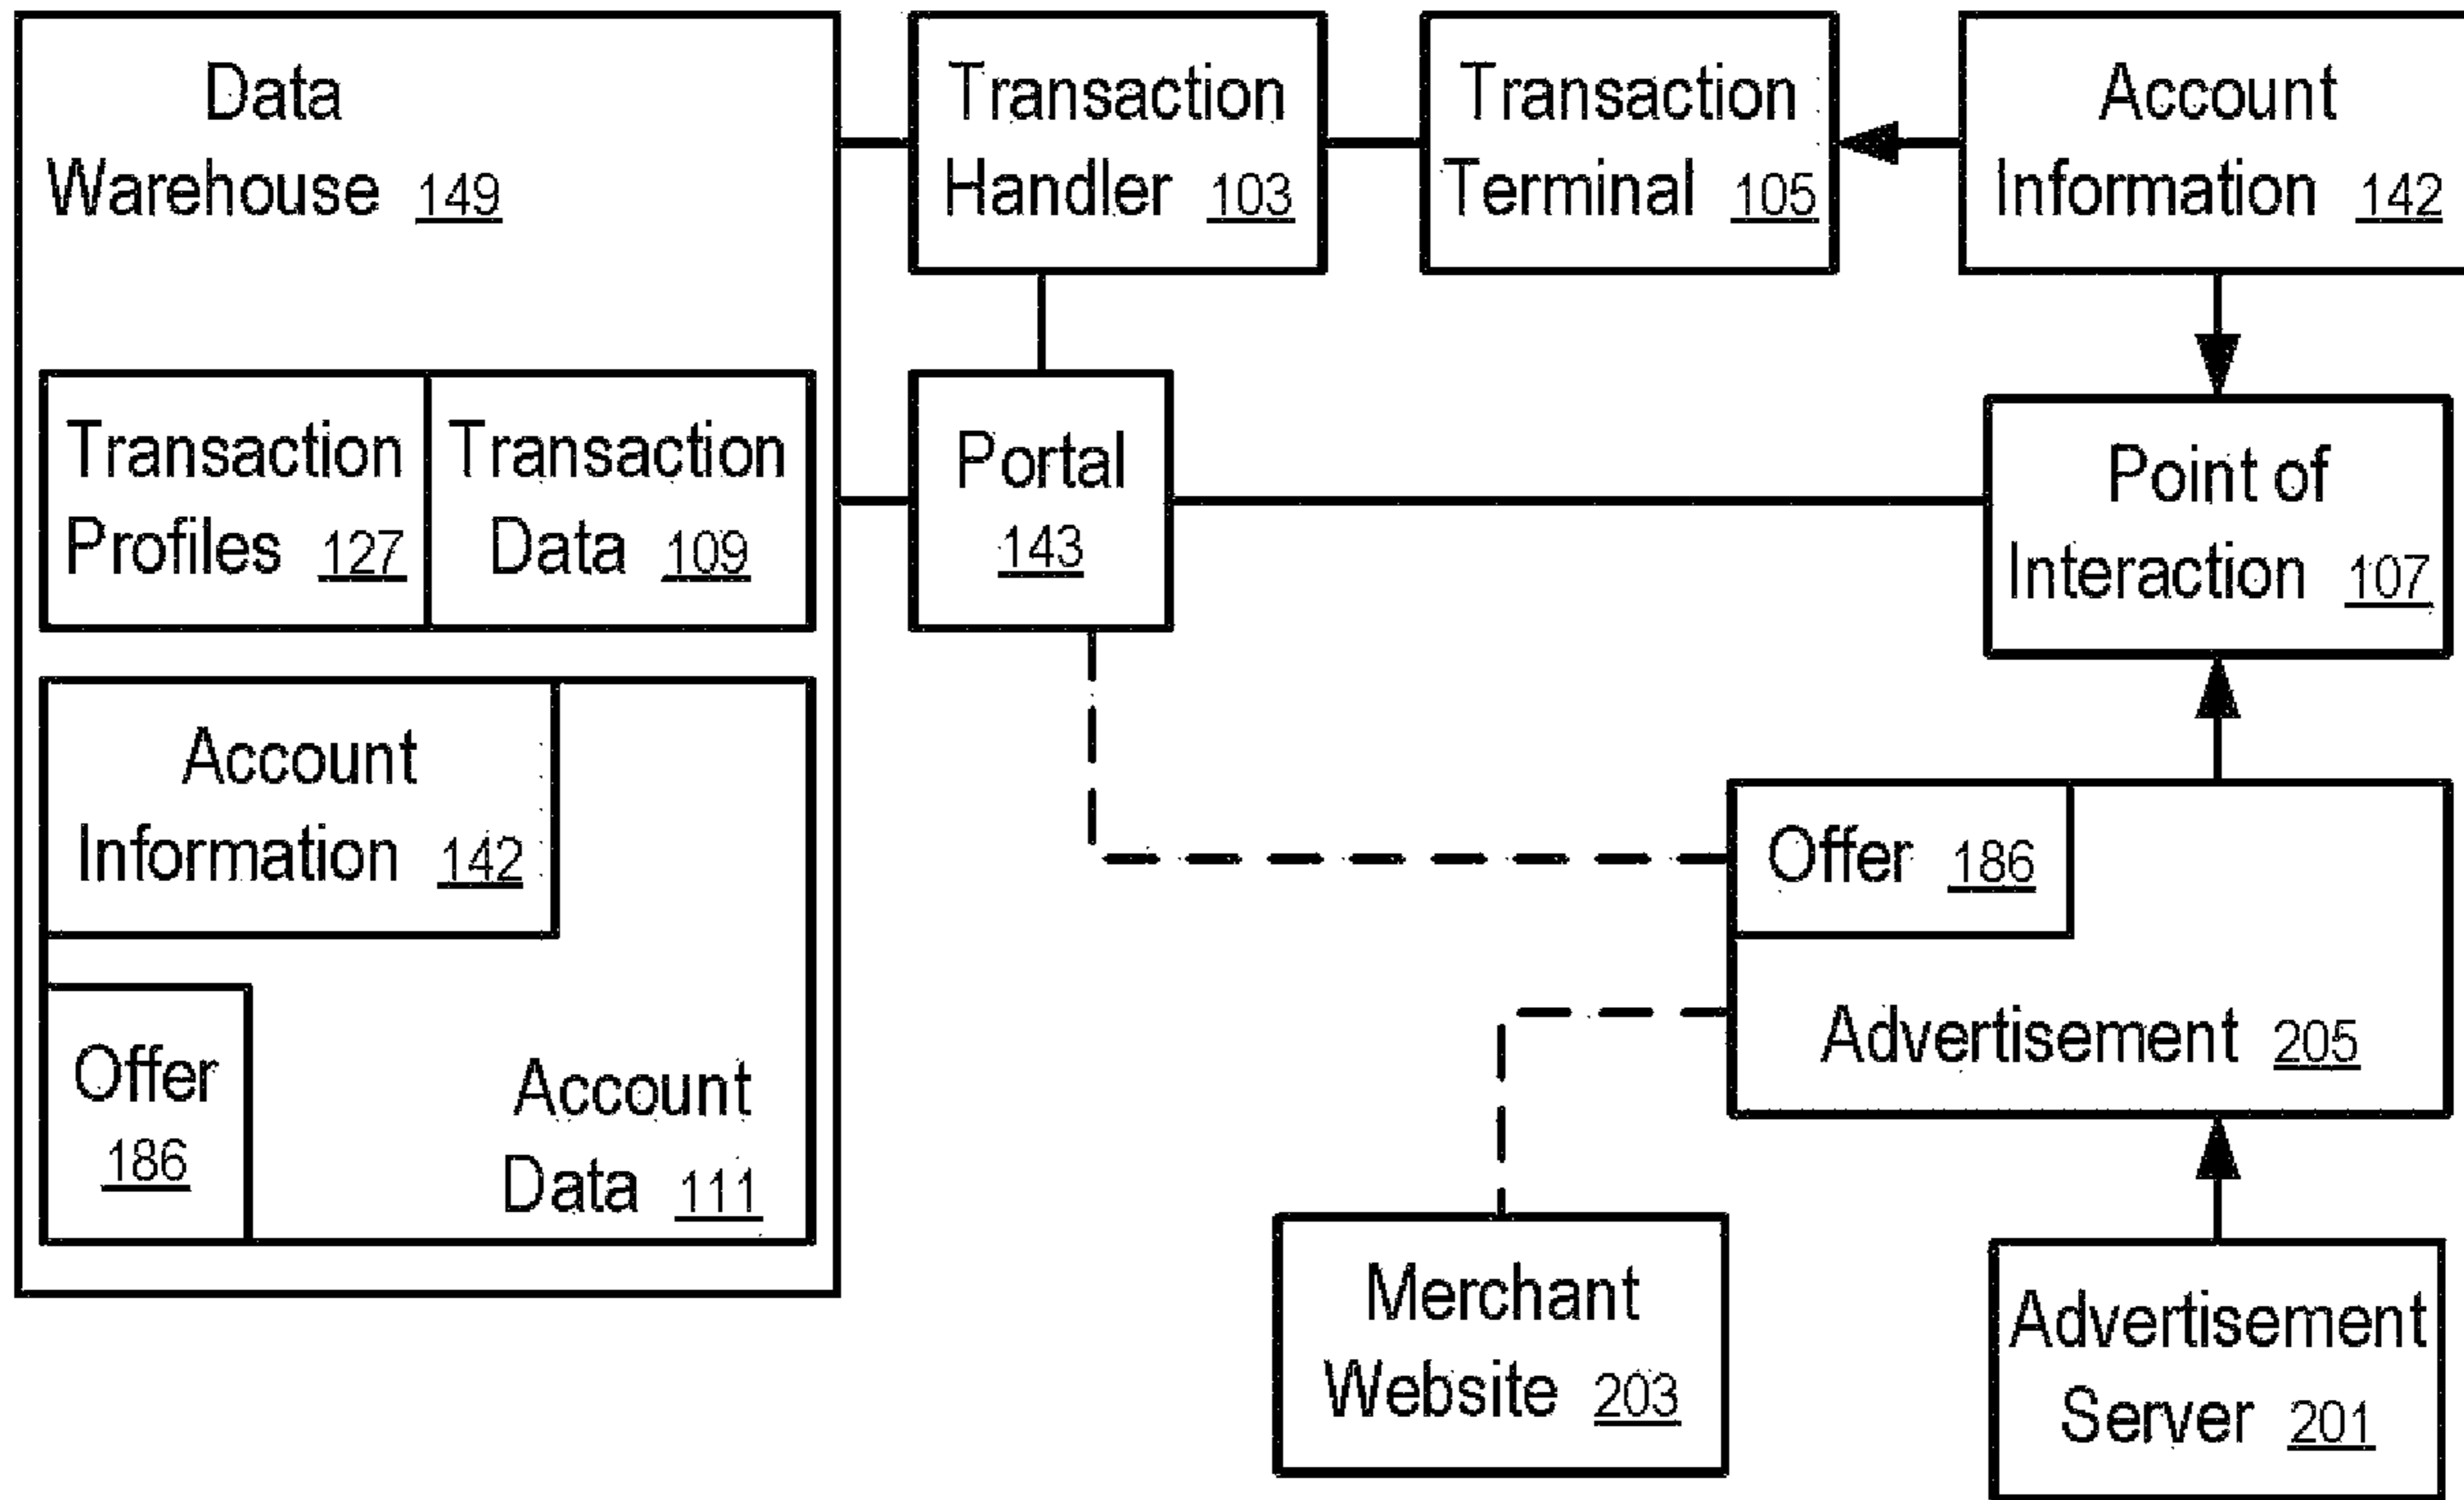 Data
Warehouse 149
Transaction
Handler 103
Transaction
Terminal 105
Account
Information 142
Transaction
Profiles 127
Transaction
Data 109
Portal
143
Point of
Interaction 107
Account
Information 142
Offer 186
Offer
186
Account
Data 111
Advertisement 205
Merchant
Website 203
Advertisement
Server 201